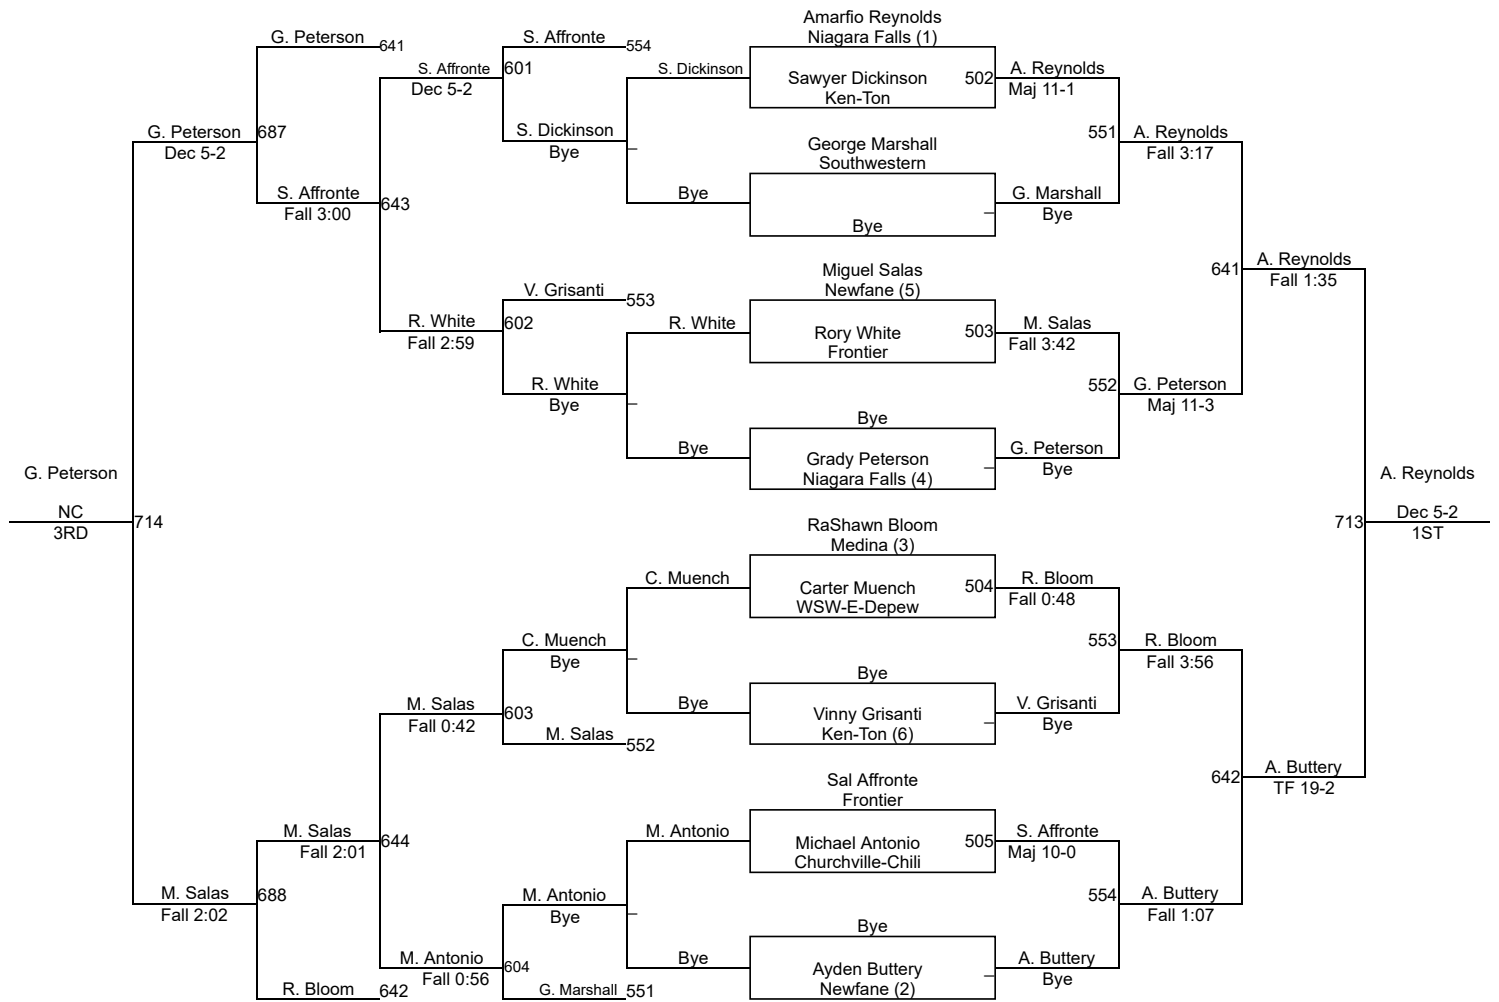 Amarfio Reynolds
Niagara Falls (1)
G. Peterson
641
S. Affronte
554
S. Affronte
601
Dec 5-2
S. Dickinson
Sawyer Dickinson
Ken-Ton
502
A. Reynolds
Maj 11-1
G. Peterson
687
Dec 5-2
S. Dickinson
Bye
George Marshall
Southwestern
551
A. Reynolds
Fall 3:17
S. Affronte
Fall 3:00
643
Bye
Bye
G. Marshall
Bye
Miguel Salas
Newfane (5)
641
A. Reynolds
Fall 1:35
V. Grisanti
553
R. White
602
Fall 2:59
R. White
Rory White
Frontier
503
M. Salas
Fall 3:42
R. White
Bye
552
G. Peterson
Maj 11-3
Bye
Bye
Grady Peterson
Niagara Falls (4)
G. Peterson
Bye
G. Peterson
NC
3RD
714
A. Reynolds
713
Dec 5-2
1ST
RaShawn Bloom
Medina (3)
C. Muench
Carter Muench
WSW-E-Depew
504
R. Bloom
Fall 0:48
C. Muench
Bye
553
R. Bloom
Fall 3:56
Bye
M. Salas
603
Fall 0:42
Bye
Vinny Grisanti
Ken-Ton (6)
V. Grisanti
Bye
M. Salas
552
Sal Affronte
Frontier
642
A. Buttery
TF 19-2
M. Salas
Fall 2:01
644
M. Antonio
Michael Antonio
Churchville-Chili
505
S. Affronte
Maj 10-0
M. Salas
688
Fall 2:02
M. Antonio
Bye
554
A. Buttery
Fall 1:07
Bye
M. Antonio
604
Fall 0:56
Bye
Ayden Buttery
Newfane (2)
A. Buttery
Bye
R. Bloom
642
G. Marshall
551